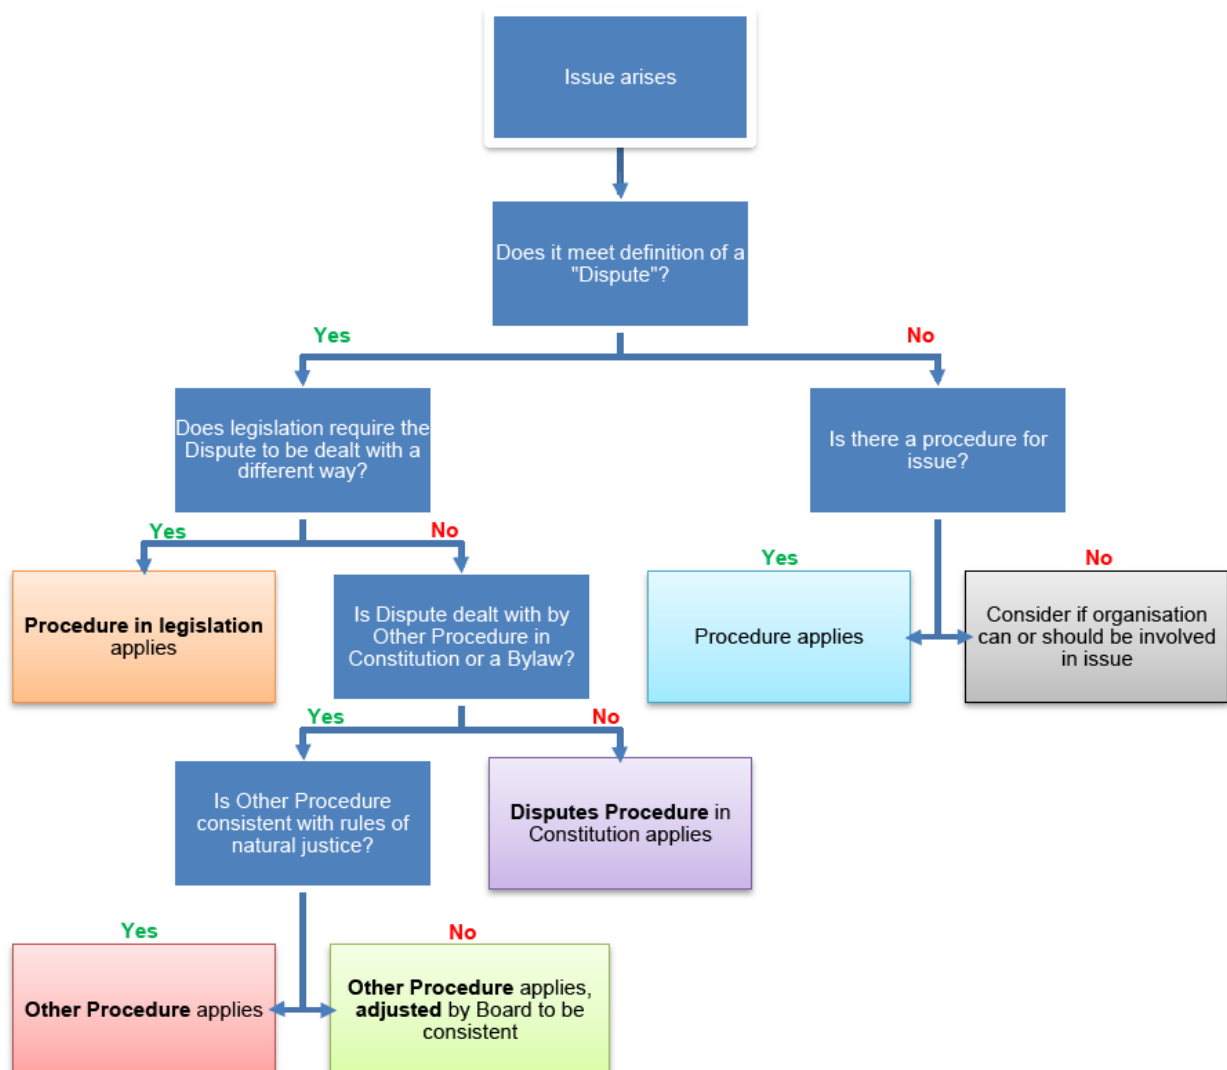 Issue arises
Does it meet definition of a
"Dispute"?
Yes
No
Does legislation require the
Dispute to be dealt with a
different way?
Is there a procedure for
issue?
Yes
No
Yes
No
Procedure in legislation
applies
Is Dispute dealt with by
Other Procedure in
Constitution or a Bylaw?
Procedure applies
Consider if organisation
can or should be involved
in issue
Yes
No
Is Other Procedure
consistent with rules of
natural justice?
Disputes Procedure in
Constitution applies
Yes
No
Other Procedure applies
Other Procedure applies,
adjusted by Board to be
consistent